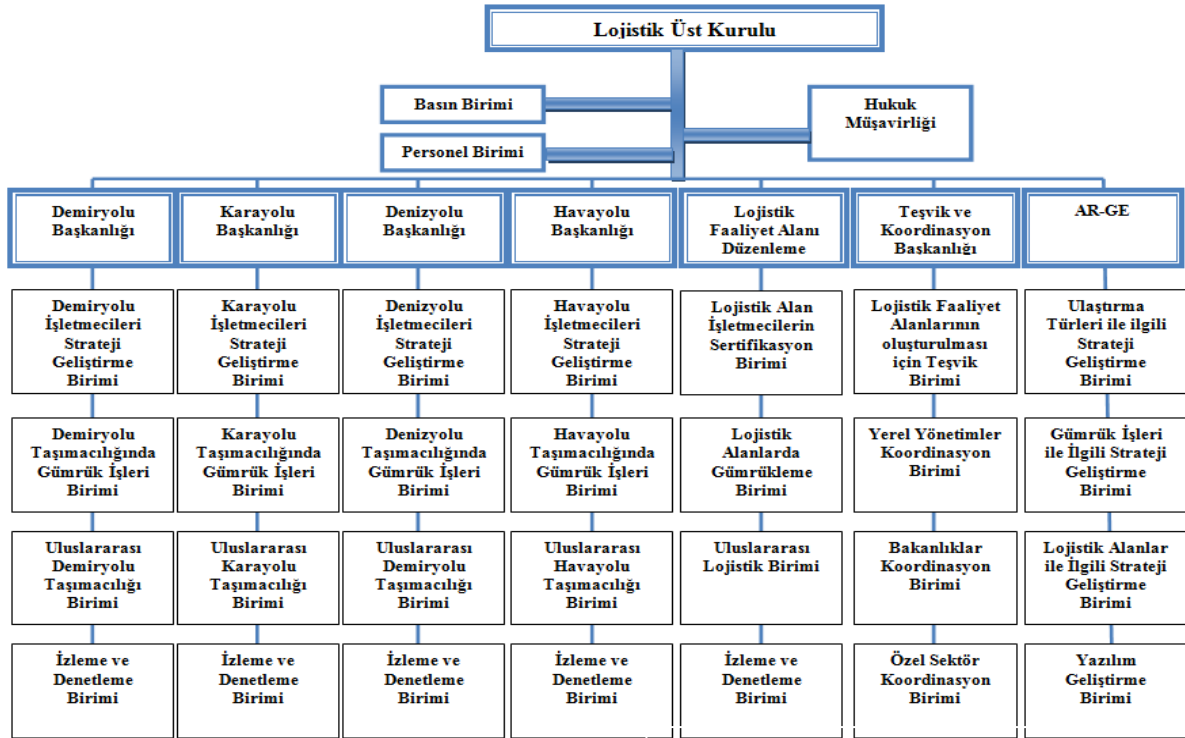 Lojistik Üst Kurulu
Basın Birimi
Hukuk
Müşavirliği
Personel Birimi
Demiryolu
Başkanlığı
Karayolu
Başkanlığı
Denizyolu
Başkanlığı
Havayolu
Başkanlığı
Lojistik
Faaliyet Alanı
Düzenleme
Teşvik ve
Koordinasyon
Başkanlığı
AR-GE
Demiryolu
İşletmecileri
Strateji
Geliştirme
Birimi
Karayolu
İşletmecileri
Strateji
Geliştirme
Birimi
Denizyolu
İşletmecileri
Strateji
Geliştirme
Birimi
Havayolu
İşletmecileri
Strateji
Geliştirme
Birimi
Lojistik Alan
İşletmecilerin
Sertifikasyon
Birimi
Lojistik Faaliyet
Alanlarının
oluşturulması
için Teşvik
Birimi
Ulaştırma
Türleri ile ilgili
Strateji
Geliştirme
Birimi
Demiryolu
Taşımacılığında
Gümrük İşleri
Birimi
Karayolu
Taşımacılığında
Gümrük İşleri
Birimi
Denizyolu
Taşımacılığında
Gümrük İşleri
Birimi
Havayolu
Taşımacılığında
Gümrük İşleri
Birimi
Lojistik
Alanlarda
Gümrükleme
Birimi
Yerel Yönetimler
Koordinasyon
Birimi
Gümrük İşleri
ile İlgili Strateji
Geliştirme
Birimi
Uluslararası
Demiryolu
Taşımacılığı
Birimi
Uluslararası
Karayolu
Taşımacılığı
Birimi
Uluslararası
Demiryolu
Taşımacılığı
Birimi
Uluslararası
Havayolu
Taşımacılığı
Birimi
Uluslararası
Lojistik Birimi
Bakanlıklar
Koordinasyon
Birimi
Lojistik Alanlar
ile İlgili Strateji
Geliştirme
Birimi
İzleme ve
Denetleme
Birimi
İzleme ve
Denetleme
Birimi
İzleme ve
Denetleme
Birimi
İzleme ve
Denetleme
Birimi
İzleme ve
Denetleme
Birimi
Özel Sektör
Koordinasyon
Birimi
Yazılım
Geliştirme
Birimi